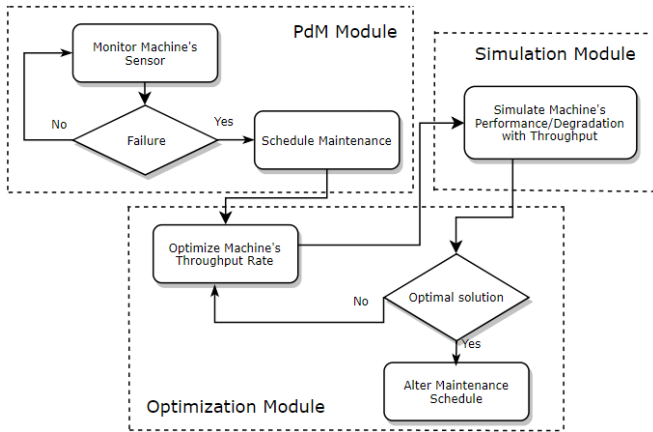 PdM Module
Monitor Machine's
Sensor
No
Failure
Yes
Schedule Maintenance
Simulation Module
Simulate Machine's
Performance/Degradation
with Throughput
Optimize Machine's
Throughput Rate
No
Optimal solution
Yes
Alter Maintenance
Schedule
Optimization Module